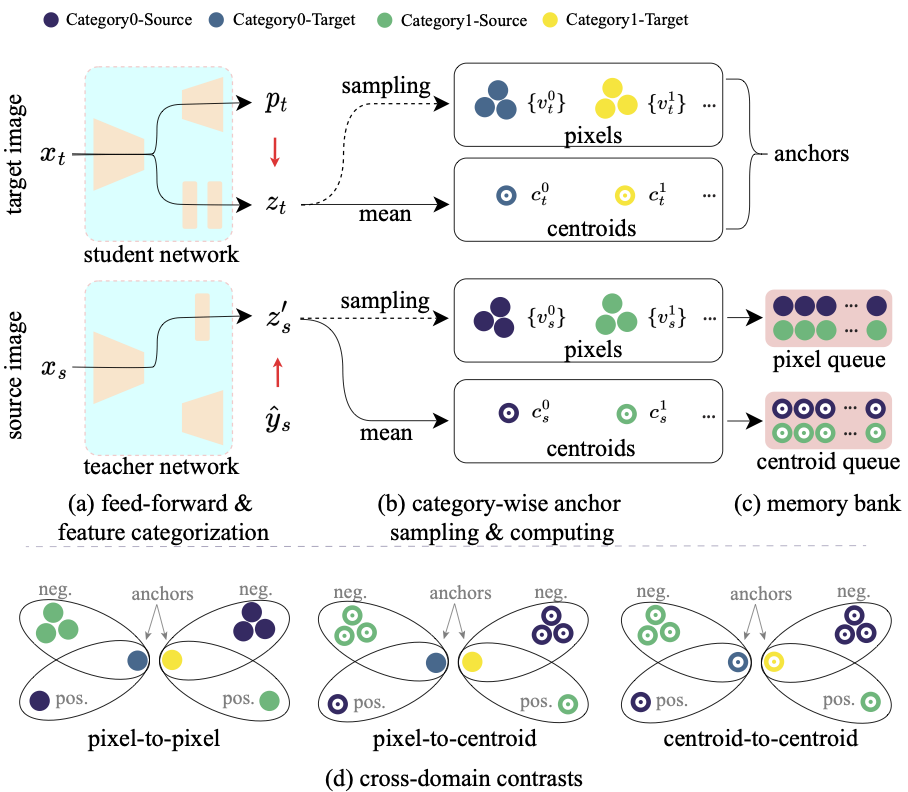 Category0-Source Category0-Target Category1-Source Category1-Target
target image
x_t
p_t
z_t
student network
sampling
mean
{v_t^0} {v_t^1} ...
pixels
c_t^0 c_t^1 ...
centroids
anchors
source image
x_s
z'_s
ŷ_s
teacher network
sampling
mean
{v_s^0} {v_s^1} ...
pixels
c_s^0 c_s^1 ...
centroids
...
...
pixel queue
...
...
centroid queue
(a) feed-forward &
feature categorization
(b) category-wise anchor
sampling & computing
(c) memory bank
neg. anchors neg.
pos. pos.
pixel-to-pixel
neg. anchors neg.
pos. pos.
pixel-to-centroid
neg. anchors neg.
pos. pos.
centroid-to-centroid
(d) cross-domain contrasts